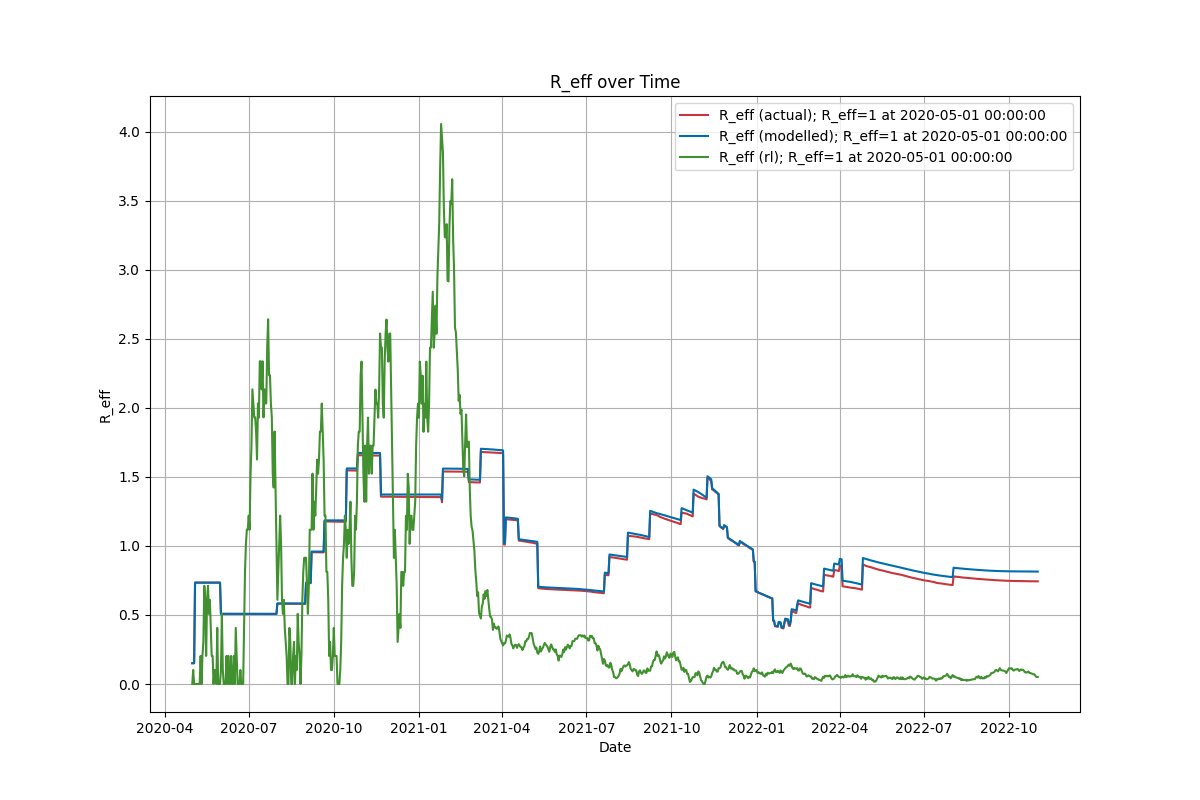 R_eff over Time
R_eff (actual); R_eff=1 at 2020-05-01 00:00:00
R_eff (modelled); R_eff=1 at 2020-05-01 00:00:00
R_eff (rl); R_eff=1 at 2020-05-01 00:00:00
R_eff
4.0
3.5
3.0
2.5
2.0
1.5
1.0
0.5
0.0
2020-04 2020-07 2020-10 2021-01 2021-04 2021-07 2021-10 2022-01 2022-04 2022-07 2022-10
Date